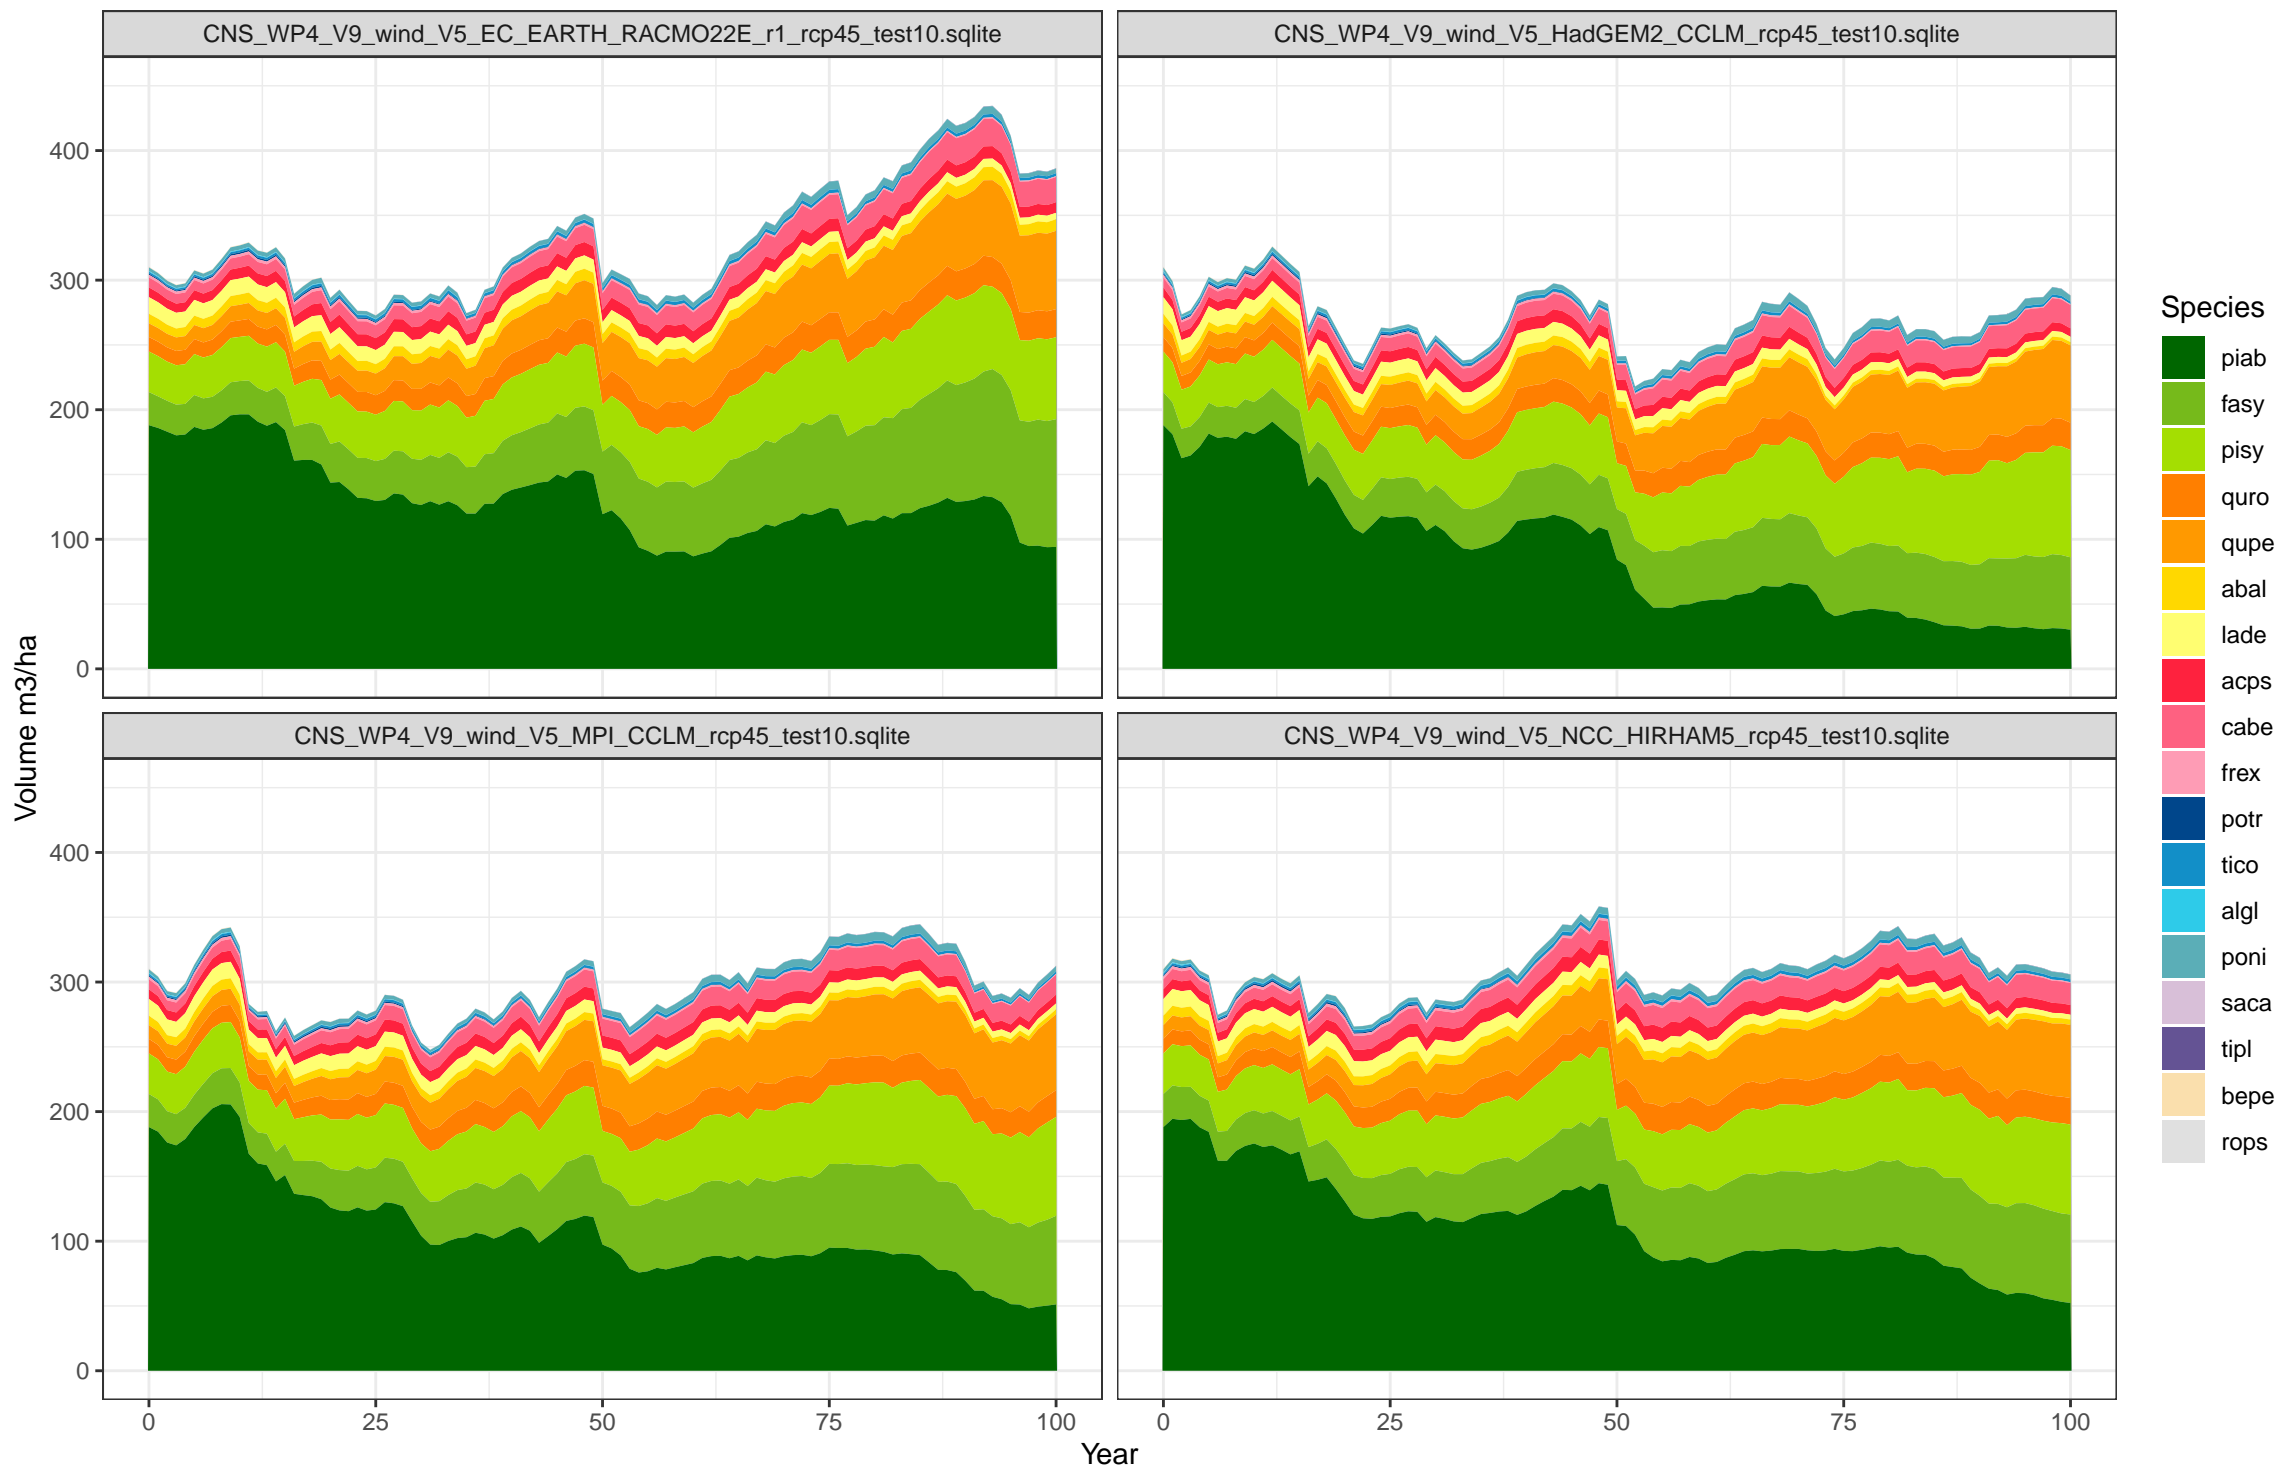 CNS_WP4_V9_wind_V5_EC_EARTH_RACMO22E_r1_rcp45_test10.sqlite
CNS_WP4_V9_wind_V5_HadGEM2_CCLM_rcp45_test10.sqlite
400
300
200
100
0
CNS_WP4_V9_wind_V5_MPI_CCLM_rcp45_test10.sqlite
CNS_WP4_V9_wind_V5_NCC_HIRHAM5_rcp45_test10.sqlite
400
300
200
100
0
0 25 50 75 100
0 25 50 75 100
Year
Volume m3/ha
Species
piab
fasy
pisy
quro
qupe
abal
lade
acps
cabe
frex
potr
tico
algl
poni
saca
tipl
bepe
rops